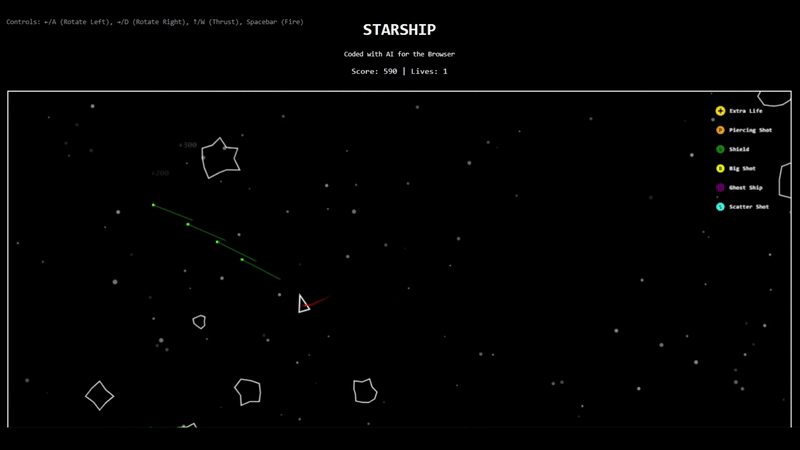 Controls: ←/A (Rotate Left), →/D (Rotate Right), ↑/W (Thrust), Spacebar (Fire)
STARSHIP
Coded with AI for the Browser
Score: 590 | Lives: 1
+300
+200
Extra Life
Piercing Shot
Shield
Big Shot
Ghost Ship
Scatter Shot